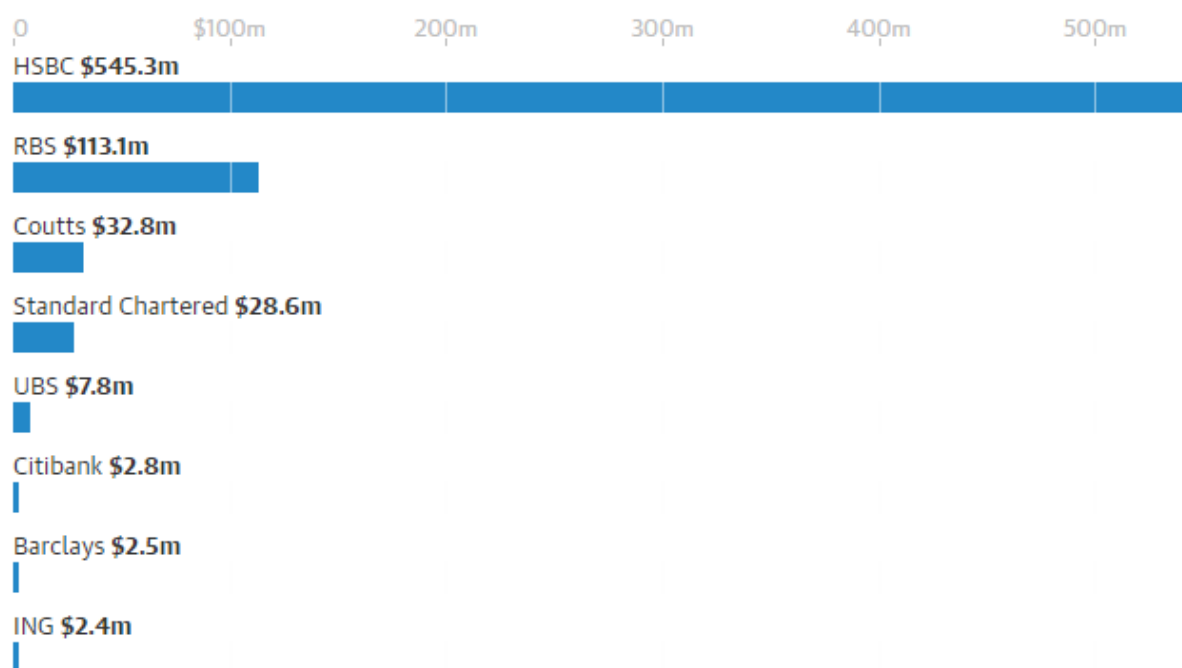 0 $100m 200m 300m 400m 500m
HSBC $545.3m
RBS $113.1m
Coutts $32.8m
Standard Chartered $28.6m
UBS $7.8m
Citibank $2.8m
Barclays $2.5m
ING $2.4m